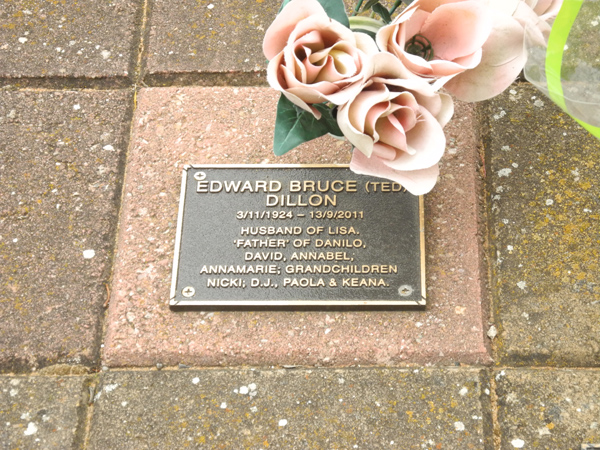 EDWARD BRUCE (TED)
DILLON
3/11/1924 – 13/9/2011
HUSBAND OF LISA.
'FATHER' OF DANILO,
DAVID, ANNABEL,
ANNAMARIE; GRANDCHILDREN
NICKI, D.J., PAOLA & KEANA.